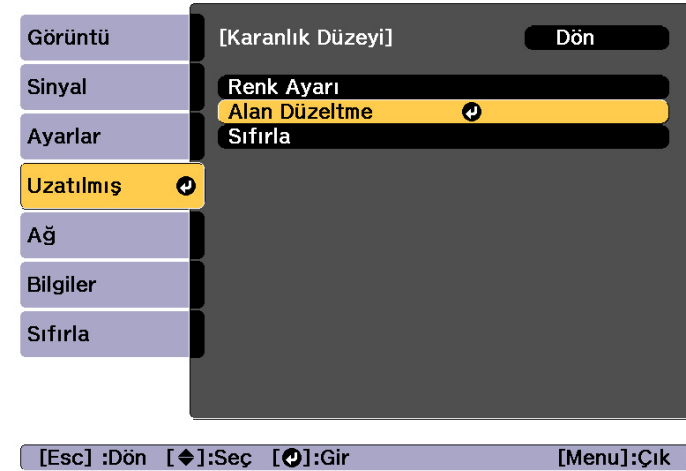 Görüntü
Sinyal
Ayarlar
Uzatılmış
Ağ
Bilgiler
Sıfırla
[Karanlık Düzeyi] Dön
Renk Ayarı
Alan Düzeltme
Sıfırla
[Esc] :Dön [◆]:Seç [↵]:Gir [Menu]:Çık